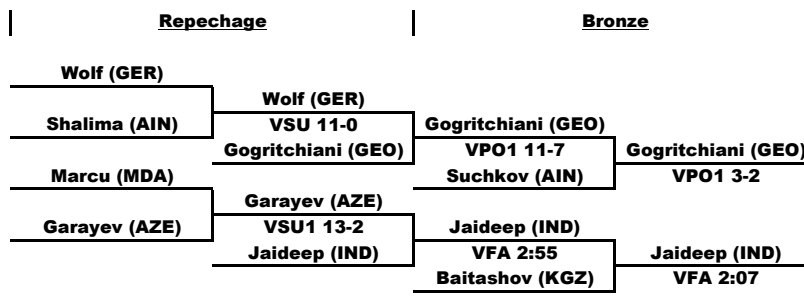 Repechage
Bronze
Wolf (GER)
Wolf (GER)
Shalima (AIN)
VSU 11-0
Gogritchiani (GEO)
Gogritchiani (GEO)
VPO1 11-7
Gogritchiani (GEO)
Marcu (MDA)
Suchkov (AIN)
VPO1 3-2
Garayev (AZE)
Garayev (AZE)
VSU1 13-2
Jaideep (IND)
Jaideep (IND)
VFA 2:55
Jaideep (IND)
Baitashov (KGZ)
VFA 2:07